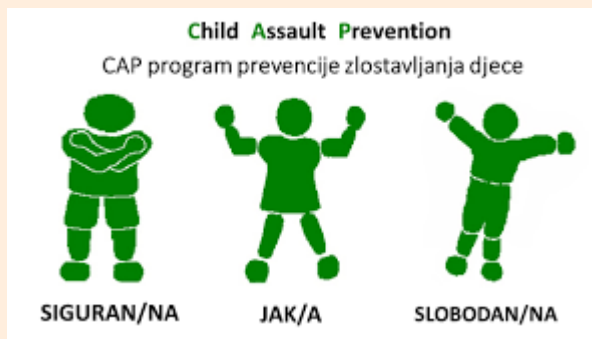 Child Assault Prevention
CAP program prevencije zlostavljanja djece
SIGURAN/NA JAK/A SLOBODAN/NA